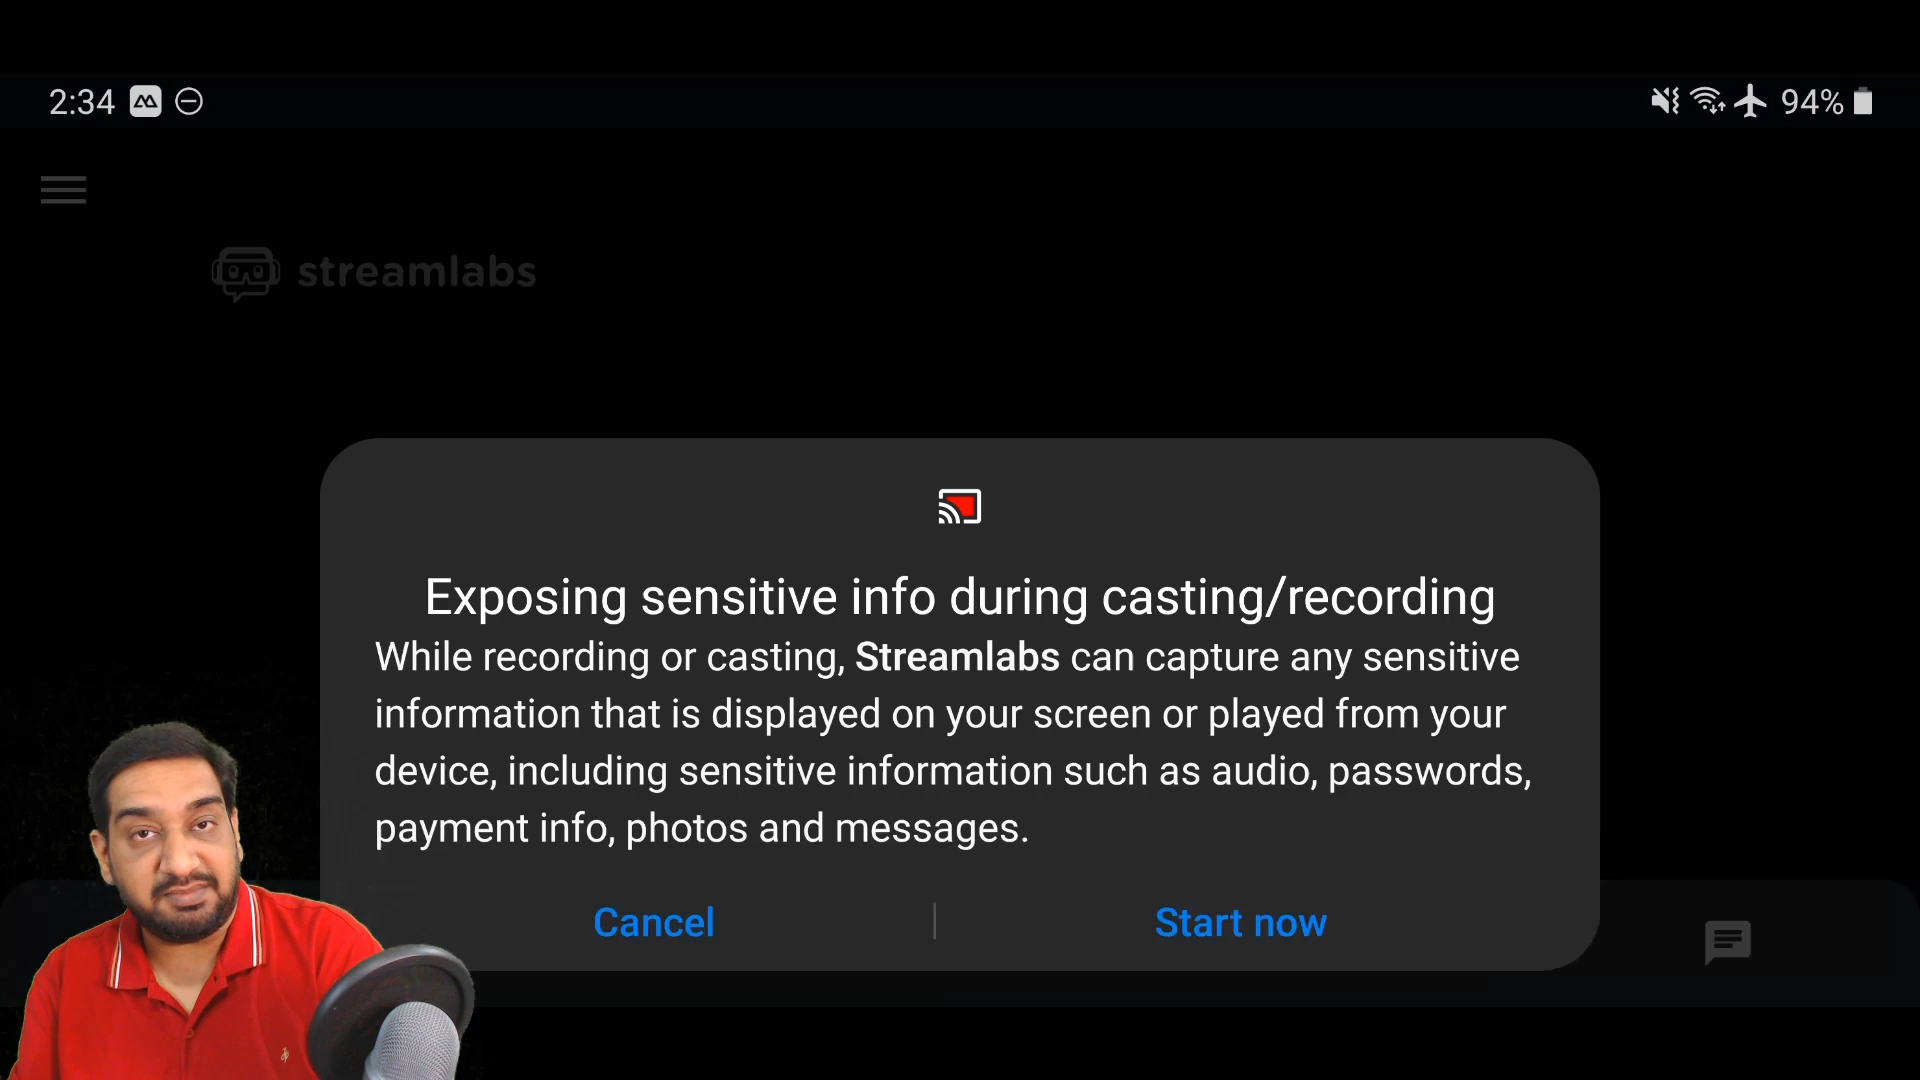 2:34
94%
streamlabs
Exposing sensitive info during casting/recording
While recording or casting, Streamlabs can capture any sensitive
information that is displayed on your screen or played from your
device, including sensitive information such as audio, passwords,
payment info, photos and messages.
Cancel
Start now